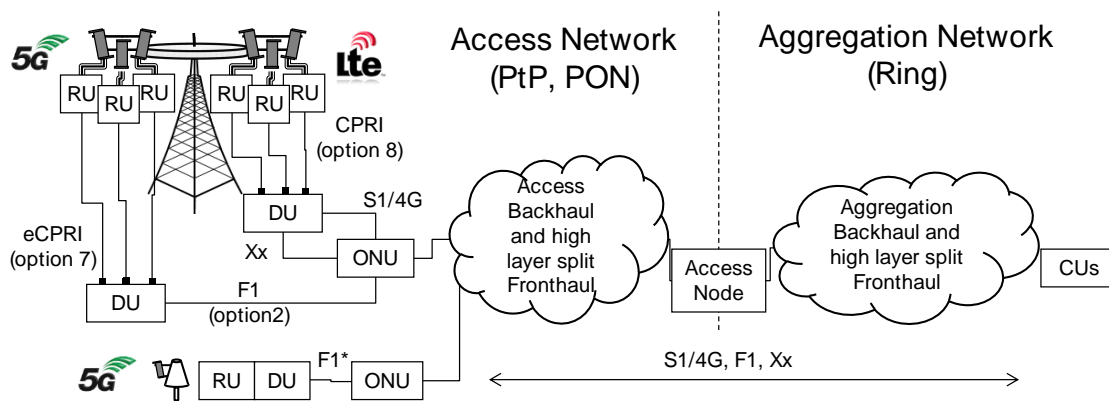 5G
Lte
RU
RU
RU
RU
RU
RU
CPRI
(option 8)
Access Network
(PtP, PON)
Aggregation Network
(Ring)
DU
S1/4G
Xx
ONU
eCPRI
(option 7)
DU
F1
(option2)
Access
Backhaul
and high
layer split
Fronthaul
Access
Node
Aggregation
Backhaul and
high layer split
Fronthaul
CUs
5G
RU
DU
F1*
ONU
S1/4G, F1, Xx